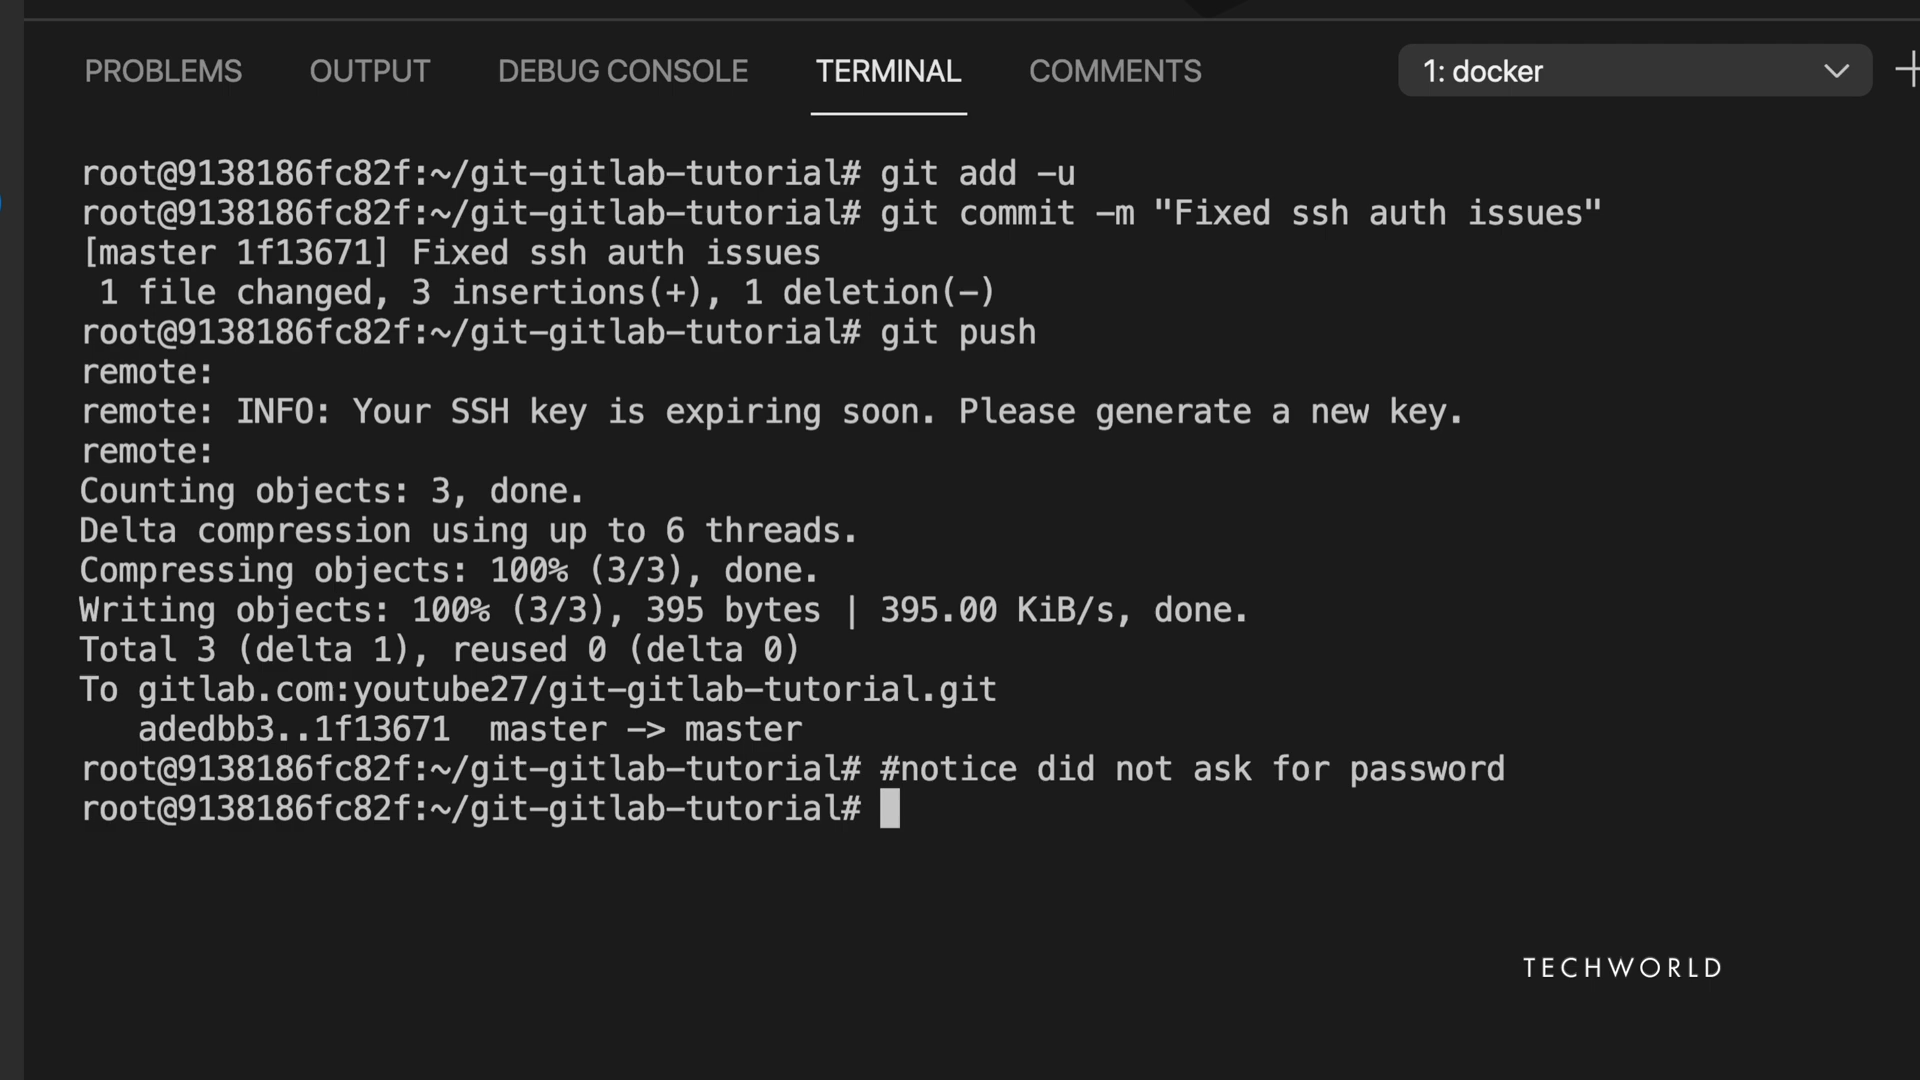 PROBLEMS OUTPUT DEBUG CONSOLE TERMINAL COMMENTS 1: docker
root@9138186fc82f:~/git-gitlab-tutorial# git add -u
root@9138186fc82f:~/git-gitlab-tutorial# git commit -m "Fixed ssh auth issues"
[master 1f13671] Fixed ssh auth issues
1 file changed, 3 insertions(+), 1 deletion(-)
root@9138186fc82f:~/git-gitlab-tutorial# git push
remote:
remote: INFO: Your SSH key is expiring soon. Please generate a new key.
remote:
Counting objects: 3, done.
Delta compression using up to 6 threads.
Compressing objects: 100% (3/3), done.
Writing objects: 100% (3/3), 395 bytes | 395.00 KiB/s, done.
Total 3 (delta 1), reused 0 (delta 0)
To gitlab.com:youtube27/git-gitlab-tutorial.git
adedbb3..1f13671  master -> master
root@9138186fc82f:~/git-gitlab-tutorial# #notice did not ask for password
root@9138186fc82f:~/git-gitlab-tutorial#
TECHWORLD